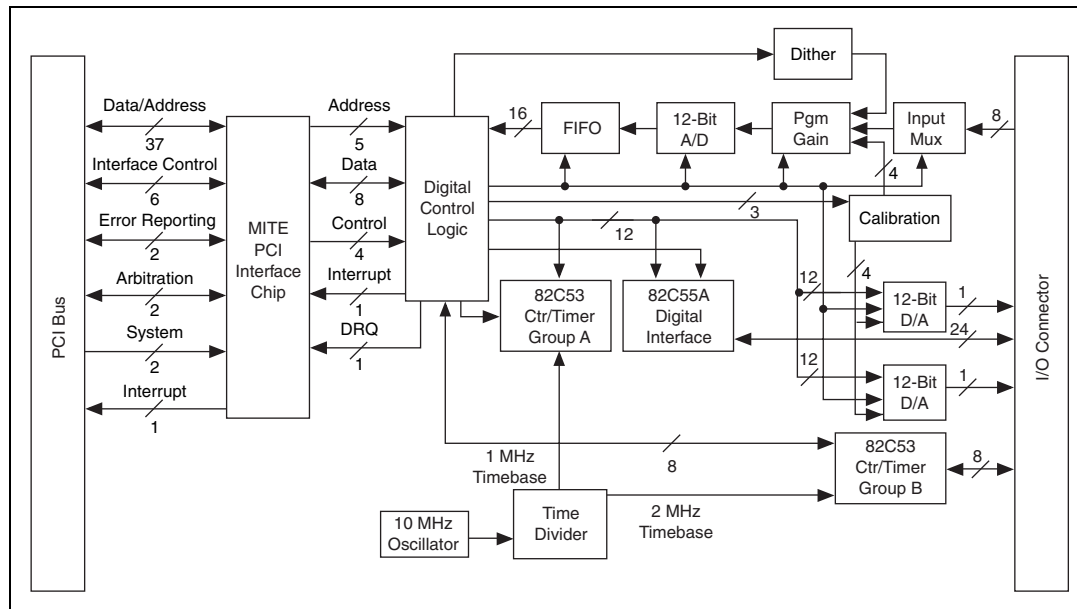 PCI Bus
Data/Address
37
Interface Control
6
Error Reporting
2
Arbitration
2
System
2
Interrupt
1
MITE
PCI
Interface
Chip
Address
5
Data
8
Control
4
Interrupt
1
DRQ
1
Digital
Control
Logic
Dither
16
FIFO
12-Bit
A/D
Pgm
Gain
Input
Mux
8
4
3
Calibration
12
4
82C53
Ctr/Timer
Group A
82C55A
Digital
Interface
12
12-Bit
D/A
1
24
12
12-Bit
D/A
1
82C53
Ctr/Timer
Group B
8
8
1 MHz
Timebase
2 MHz
Timebase
10 MHz
Oscillator
Time
Divider
I/O Connector